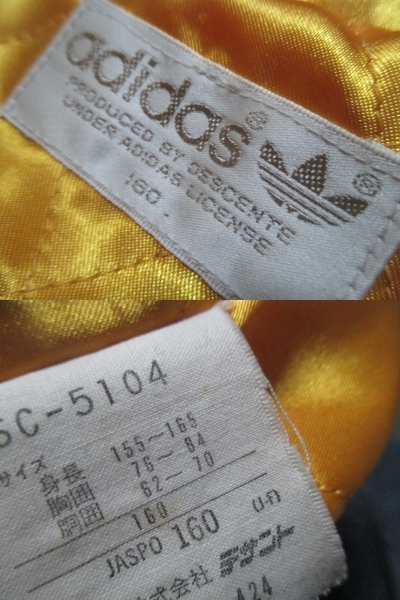 adidas®
PRODUCED BY DESCENTE
UNDER ADIDAS LICENSE
160
®
SC-5104
サイズ
身長 155~165
胸囲 76~84
胴囲 62~70
160
JASPO 160 (J-F)
株式会社 デサント
424